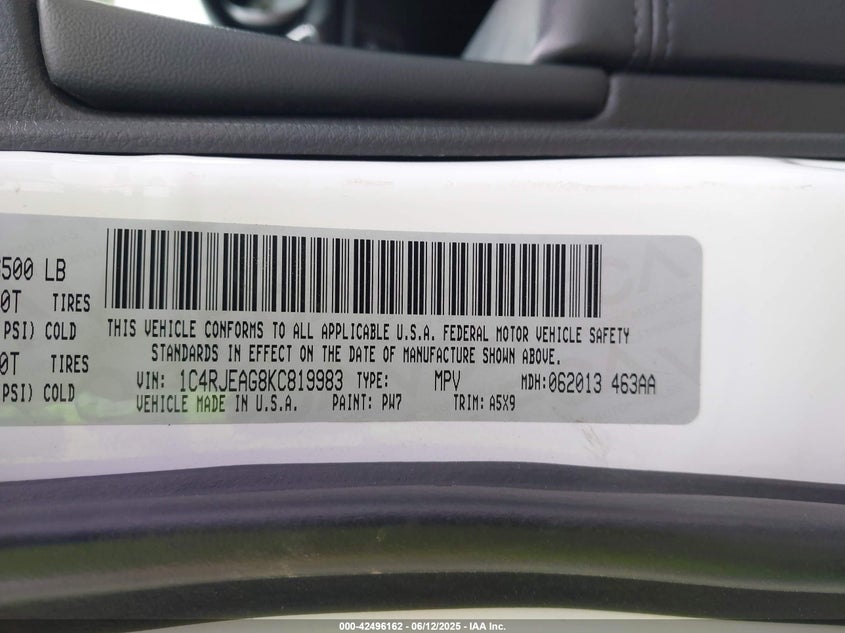 500 LB
0T TIRES
PSI) COLD
0T TIRES
PSI) COLD
THIS VEHICLE CONFORMS TO ALL APPLICABLE U.S.A. FEDERAL MOTOR VEHICLE SAFETY
STANDARDS IN EFFECT ON THE DATE OF MANUFACTURE SHOWN ABOVE.
VIN: 1C4RJEAG8KC819983 TYPE: MPV MDH:062013 463AA
VEHICLE MADE IN U.S.A. PAINT: PW7 TRIM: A5X9
000-42496162 - 06/12/2025 - IAA Inc.